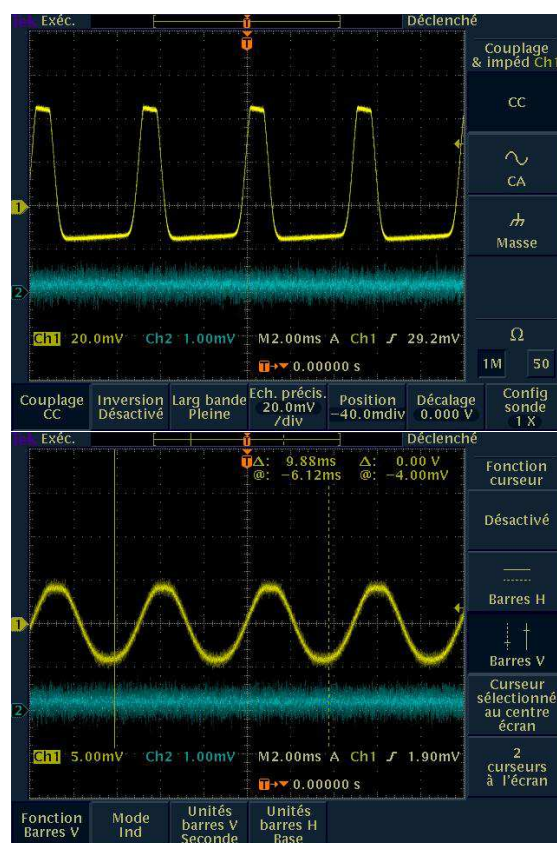 Tek Exéc. Déclenché
T
T
Couplage
& impéd Ch1
CC
CA
Masse
1
2
Ch1 20.0mV Ch2 1.00mV M2.00ms A Ch1 29.2mV
T 0.00000 s
Ω
1M 50
Couplage
CC
Inversion
Désactivé
Larg bande
Pleine
Ech. précis.
20.0mV
/div
Position
-40.0mdiv
Décalage
0.000 V
Config
sonde
1 X
Tek Exéc. Déclenché
T
T
Δ: 9.88ms Δ: 0.00 V
@: -6.12ms @: -4.00mV
Fonction
curseur
Désactivé
Barres H
Barres V
Curseur
sélectionné
au centre
écran
2
curseurs
à l'écran
1
2
Ch1 5.00mV Ch2 1.00mV M2.00ms A Ch1 1.90mV
T 0.00000 s
Fonction
Barres V
Mode
Ind
Unités
barres V
Seconde
Unités
barres H
Base